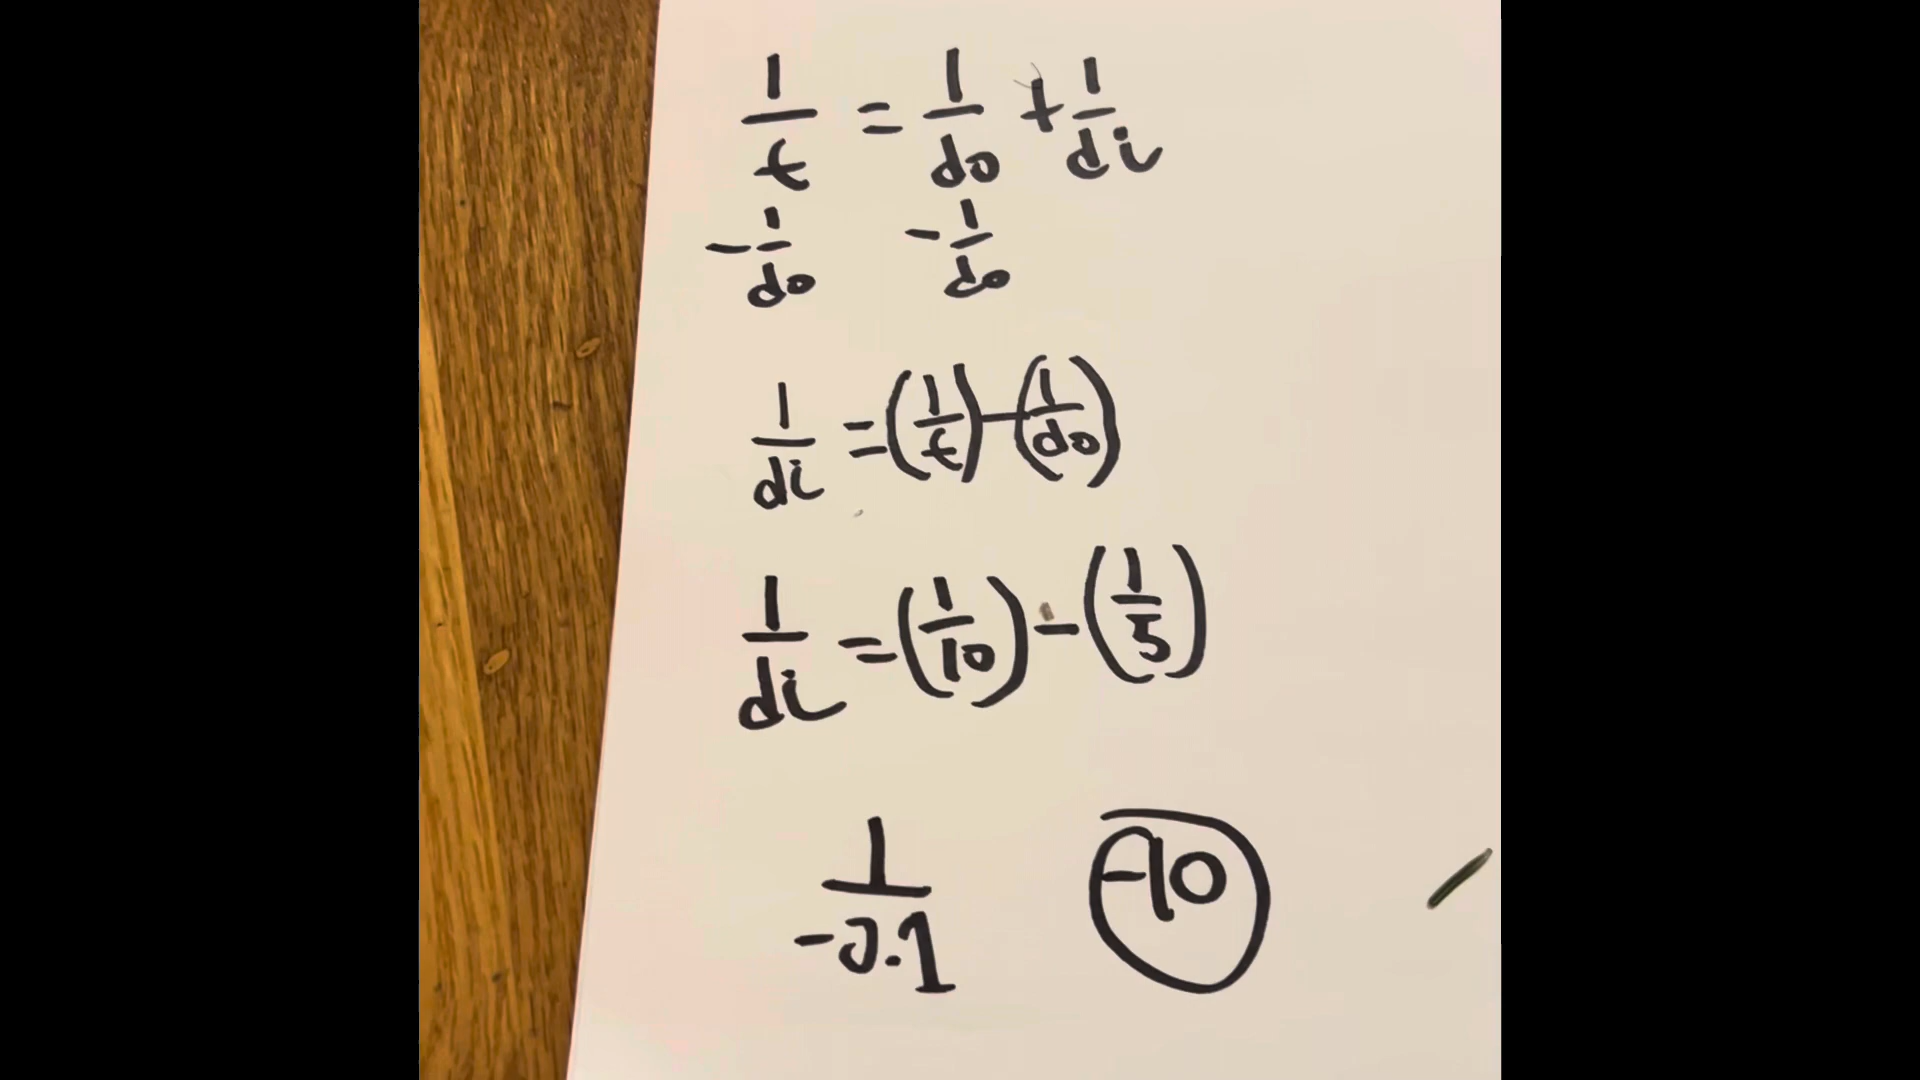 1/f = 1/do + 1/di
- 1/do - 1/do
1/di = (1/f) - (1/do)
1/di = (1/10) - (1/5)
1/-0.1 -10